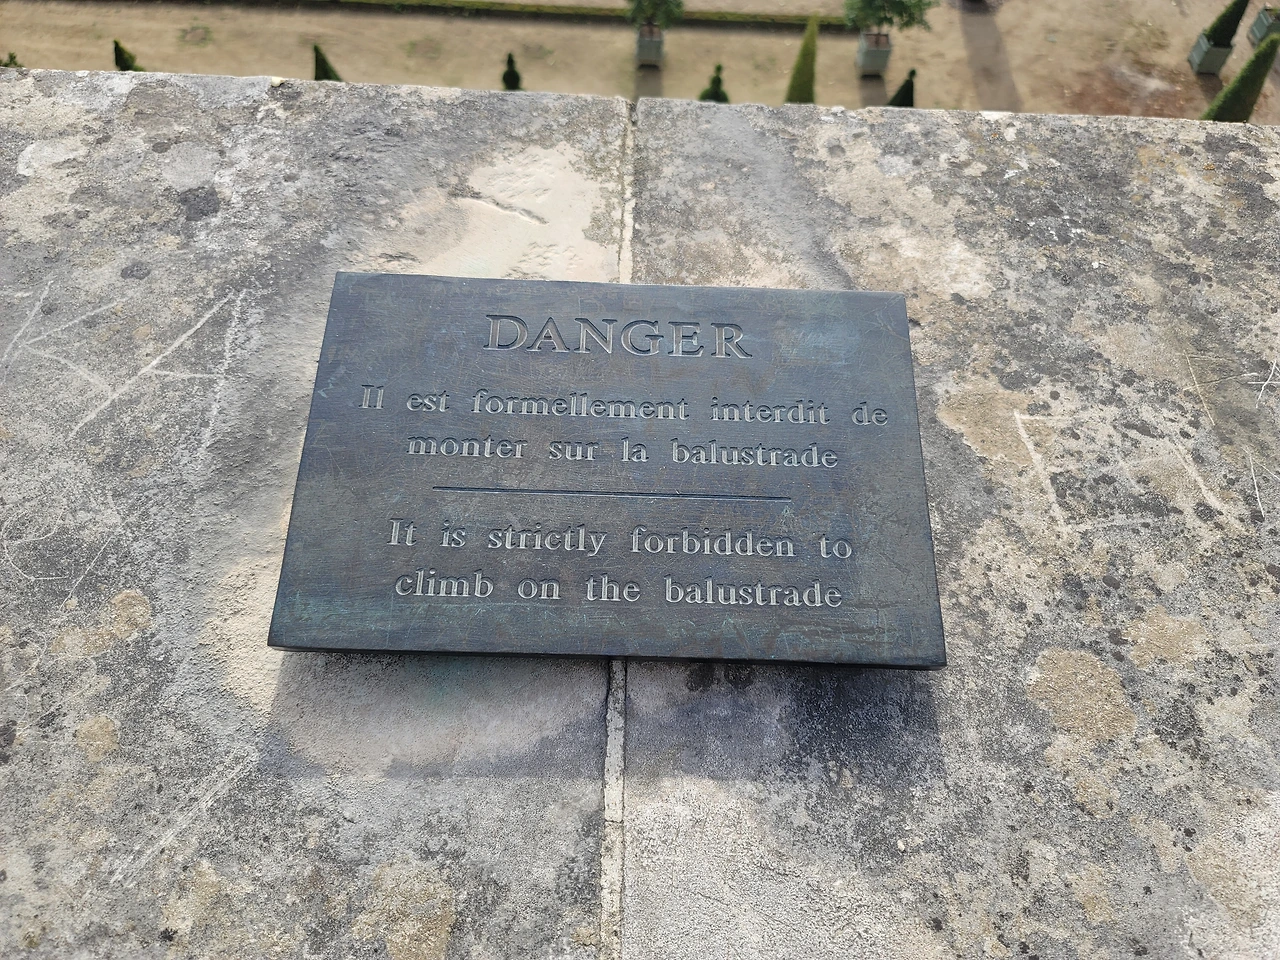 DANGER
Il est formellement interdit de
monter sur la balustrade
It is strictly forbidden to
climb on the balustrade